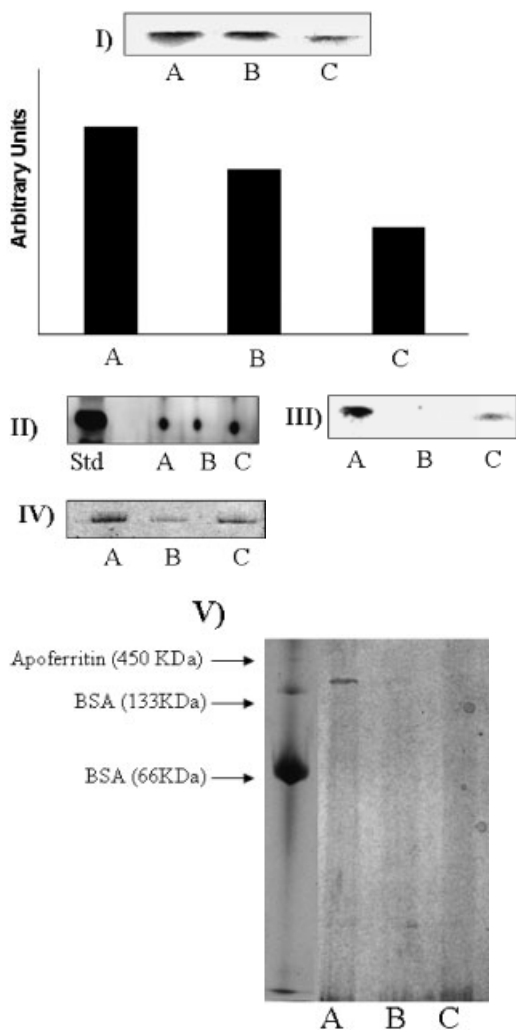 I)
A B C
Arbitrary Units
A B C
II)
Std A B C
III)
A B C
IV)
A B C
V)
Apoferritin (450 KDa)
BSA (133KDa)
BSA (66KDa)
A B C